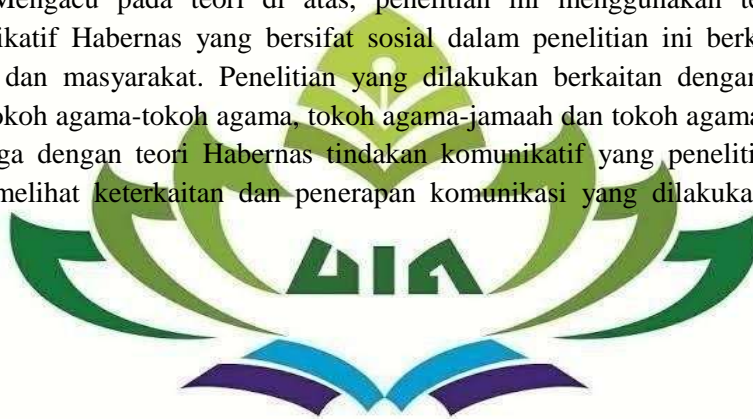 Mengacu pada teori di atas, penelitian ini menggunakan te
ikatif Habernas yang bersifat sosial dalam penelitian ini berk
dan masyarakat. Penelitian yang dilakukan berkaitan dengan
okoh agama-tokoh agama, tokoh agama-jamaah dan tokoh agama
ga dengan teori Habernas tindakan komunikatif yang peneliti
melihat keterkaitan dan penerapan komunikasi yang dilakuka
UIN